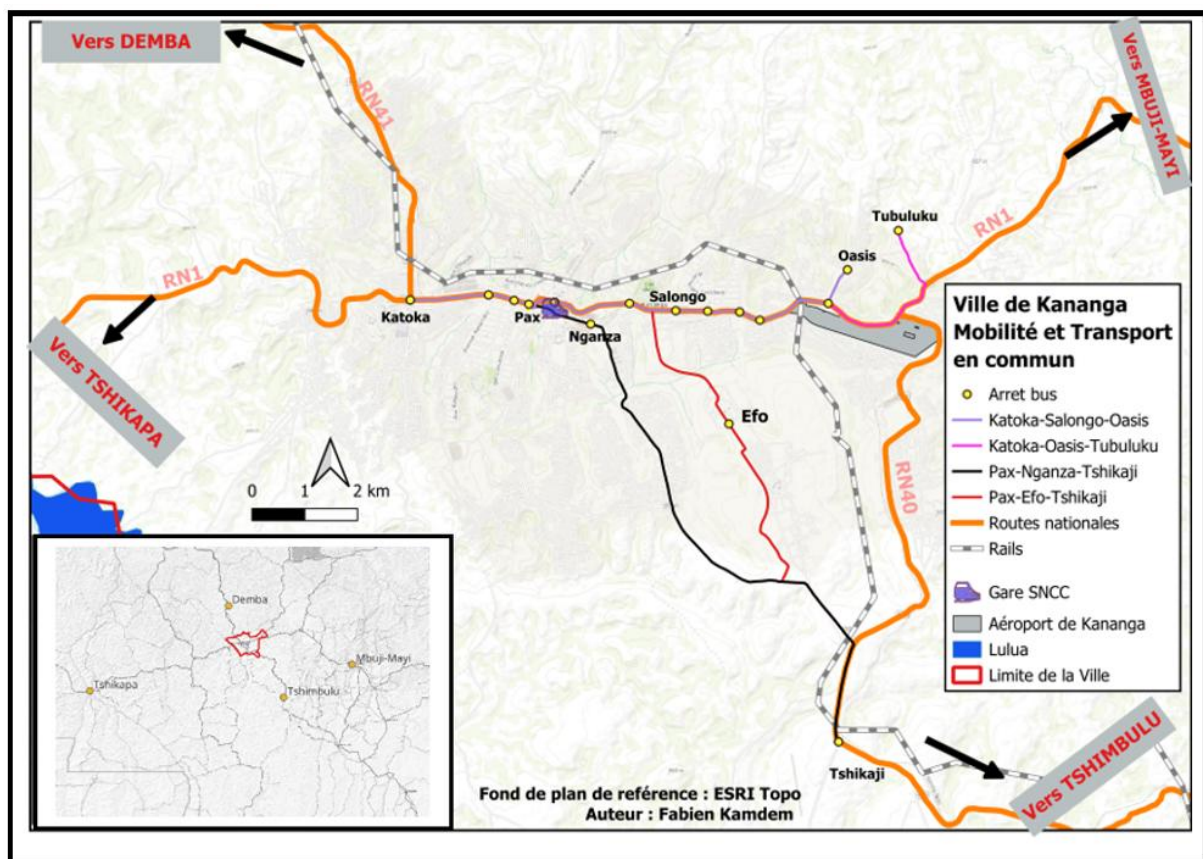 Vers DEMBA
Vers MBUJI-MAYI
RN41
Tubuluku
RN1
Oasis
RN1
Salongo
Katoka
Pax
Nganza
Vers TSHIKAPA
Efo
RN40
0 1 2 km
Ville de Kananga
Mobilité et Transport
en commun
Arret bus
Katoka-Salongo-Oasis
Katoka-Oasis-Tubuluku
Pax-Nganza-Tshikaji
Pax-Efo-Tshikaji
Routes nationales
Rails
Gare SNCC
Aéroport de Kananga
Lulua
Limite de la Ville
Demba
Mbuji-Mayi
Tshikapa
Tshimbulu
Tshikaji
Vers TSHIMBULU
Fond de plan de reférence : ESRI Topo
Auteur : Fabien Kamdem